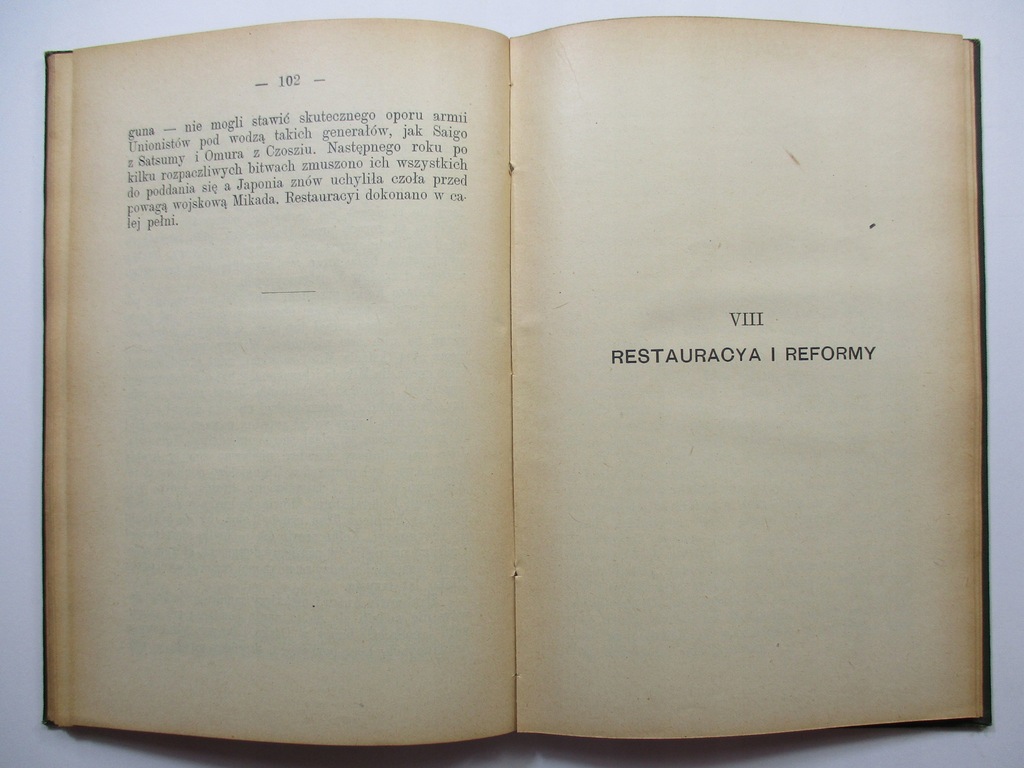 — 102 —
guna — nie mogli stawić skutecznego oporu armii
Unionistów pod wodzą takich generałów, jak Saigo
z Satsumy i Omura z Czosziu. Następnego roku po
kilku rozpaczliwych bitwach zmuszono ich wszystkich
do poddania się a Japonia znów uchyliła czoła przed
powagą wojskową Mikada. Restauracyi dokonano w ca-
łej pełni.
VIII
RESTAURACYA I REFORMY